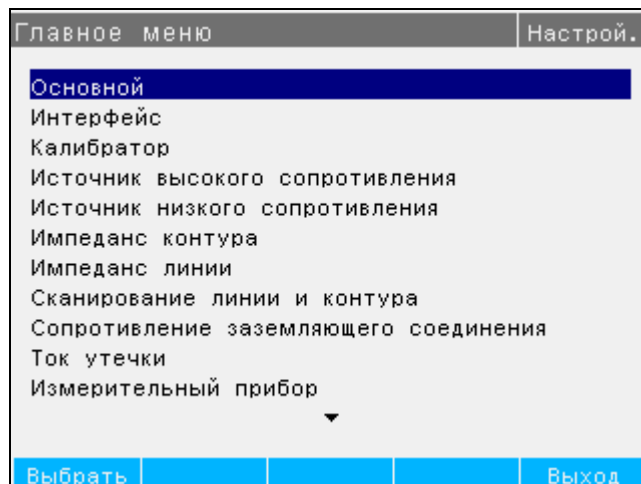 Главное меню Настрой.
Основной
Интерфейс
Калибратор
Источник высокого сопротивления
Источник низкого сопротивления
Импеданс контура
Импеданс линии
Сканирование линии и контура
Сопротивление заземляющего соединения
Ток утечки
Измерительный прибор
Выбрать Выход